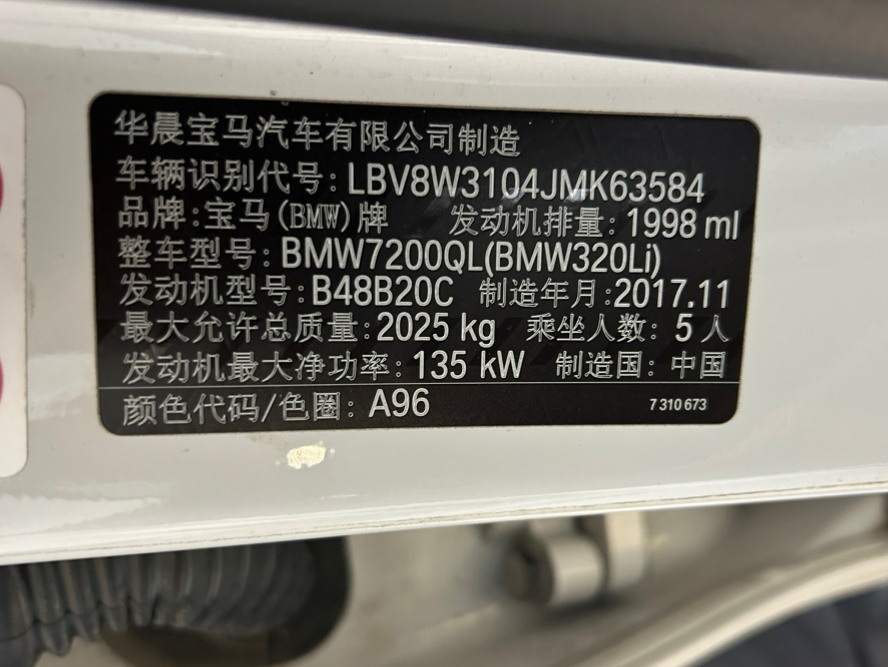 华晨宝马汽车有限公司制造
车辆识别代号: LBV8W3104JMK63584
品牌: 宝马(BMW)牌 发动机排量: 1998 ml
整车型号: BMW7200QL(BMW320Li)
发动机型号: B48B20C 制造年月: 2017.11
最大允许总质量: 2025 kg 乘坐人数: 5 人
发动机最大净功率: 135 kW 制造国: 中国
颜色代码/色圈: A96 7 310 673